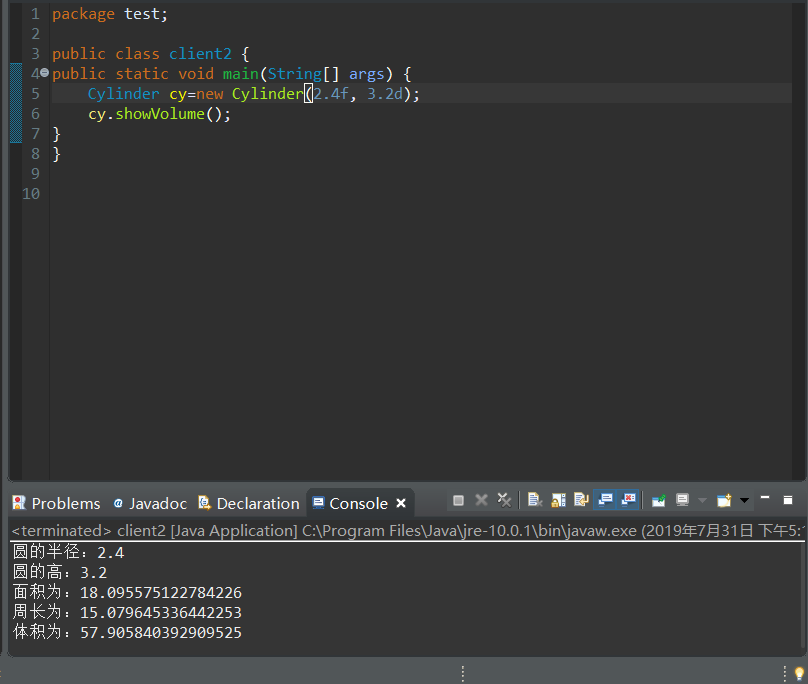 1 package test;
2
3 public class client2 {
4 public static void main(String[] args) {
5 Cylinder cy=new Cylinder(2.4f, 3.2d);
6 cy.showVolume();
7 }
8 }
9
10
Problems @ Javadoc Declaration Console
<terminated> client2 [Java Application] C:\Program Files\Java\jre-10.0.1\bin\javaw.exe (2019年7月31日 下午5:
圆的半径：2.4
圆的高：3.2
面积为：18.095575122784226
周长为：15.079645336442253
体积为：57.905840392909525